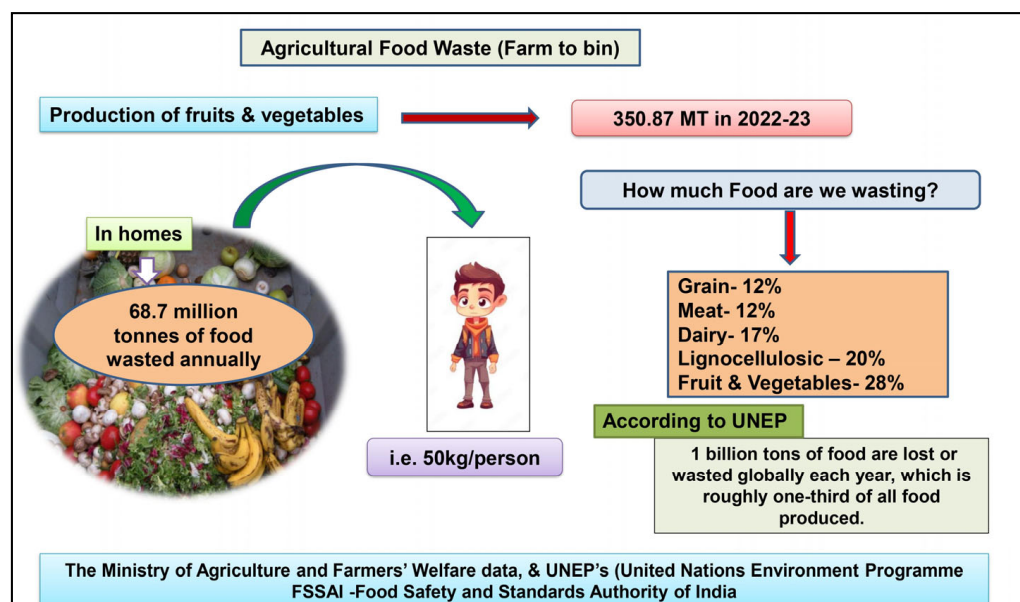 Agricultural Food Waste (Farm to bin)
Production of fruits & vegetables
350.87 MT in 2022-23
How much Food are we wasting?
In homes
68.7 million
tonnes of food
wasted annually
i.e. 50kg/person
Grain- 12%
Meat- 12%
Dairy- 17%
Lignocellulosic – 20%
Fruit & Vegetables- 28%
According to UNEP
1 billion tons of food are lost or
wasted globally each year, which is
roughly one-third of all food
produced.
The Ministry of Agriculture and Farmers’ Welfare data, & UNEP’s (United Nations Environment Programme
FSSAI -Food Safety and Standards Authority of India